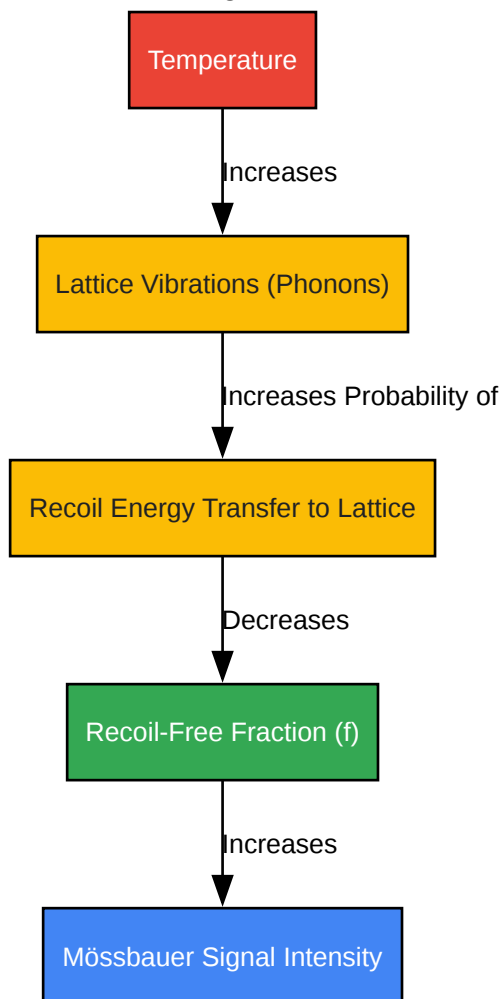 Temperature
Increases
Lattice Vibrations (Phonons)
Increases Probability of
Recoil Energy Transfer to Lattice
Decreases
Recoil-Free Fraction (f)
Increases
Mössbauer Signal Intensity